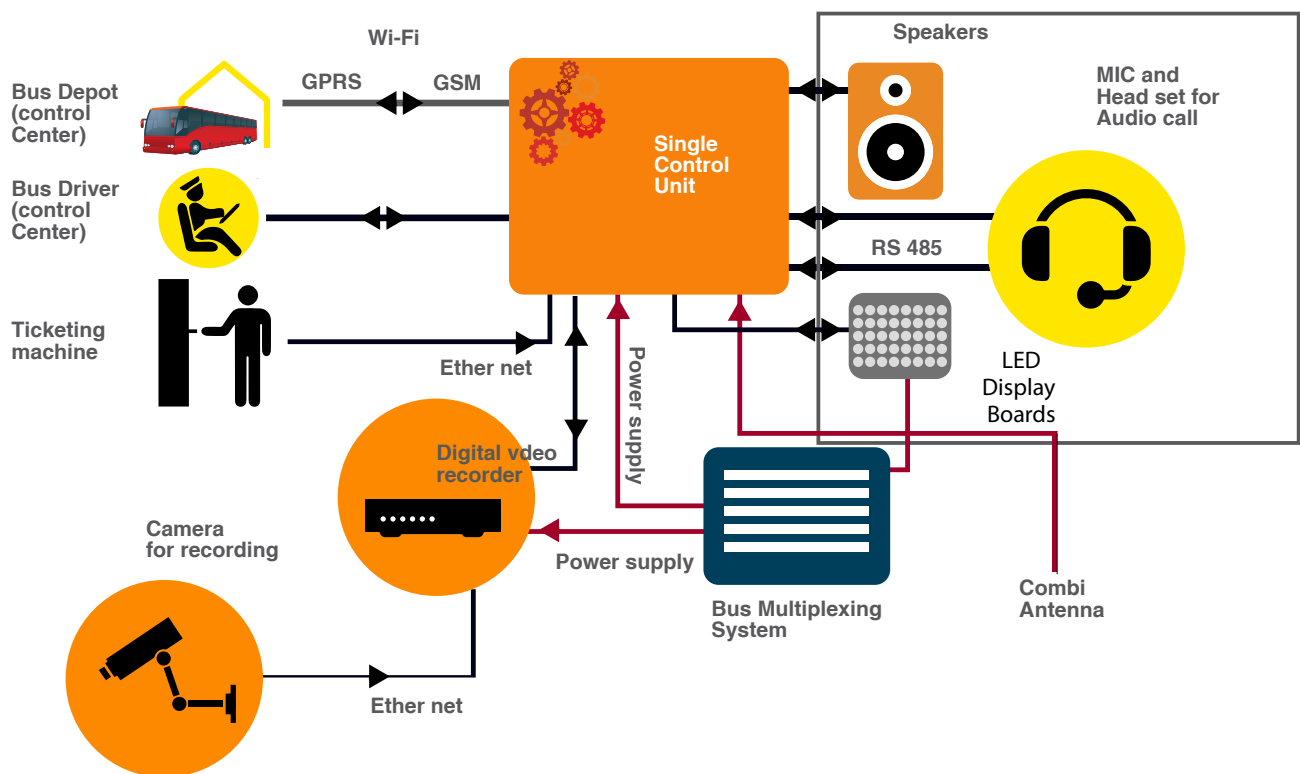 Wi-Fi
Speakers
Bus Depot
(control
Center)
GPRS
GSM
MIC and
Head set for
Audio call
Single
Control
Unit
Bus Driver
(control
Center)
RS 485
Ticketing
machine
Ether net
Power supply
LED
Display
Boards
Digital vdeo
recorder
Camera
for recording
Power supply
Bus Multiplexing
System
Combi
Antenna
Ether net